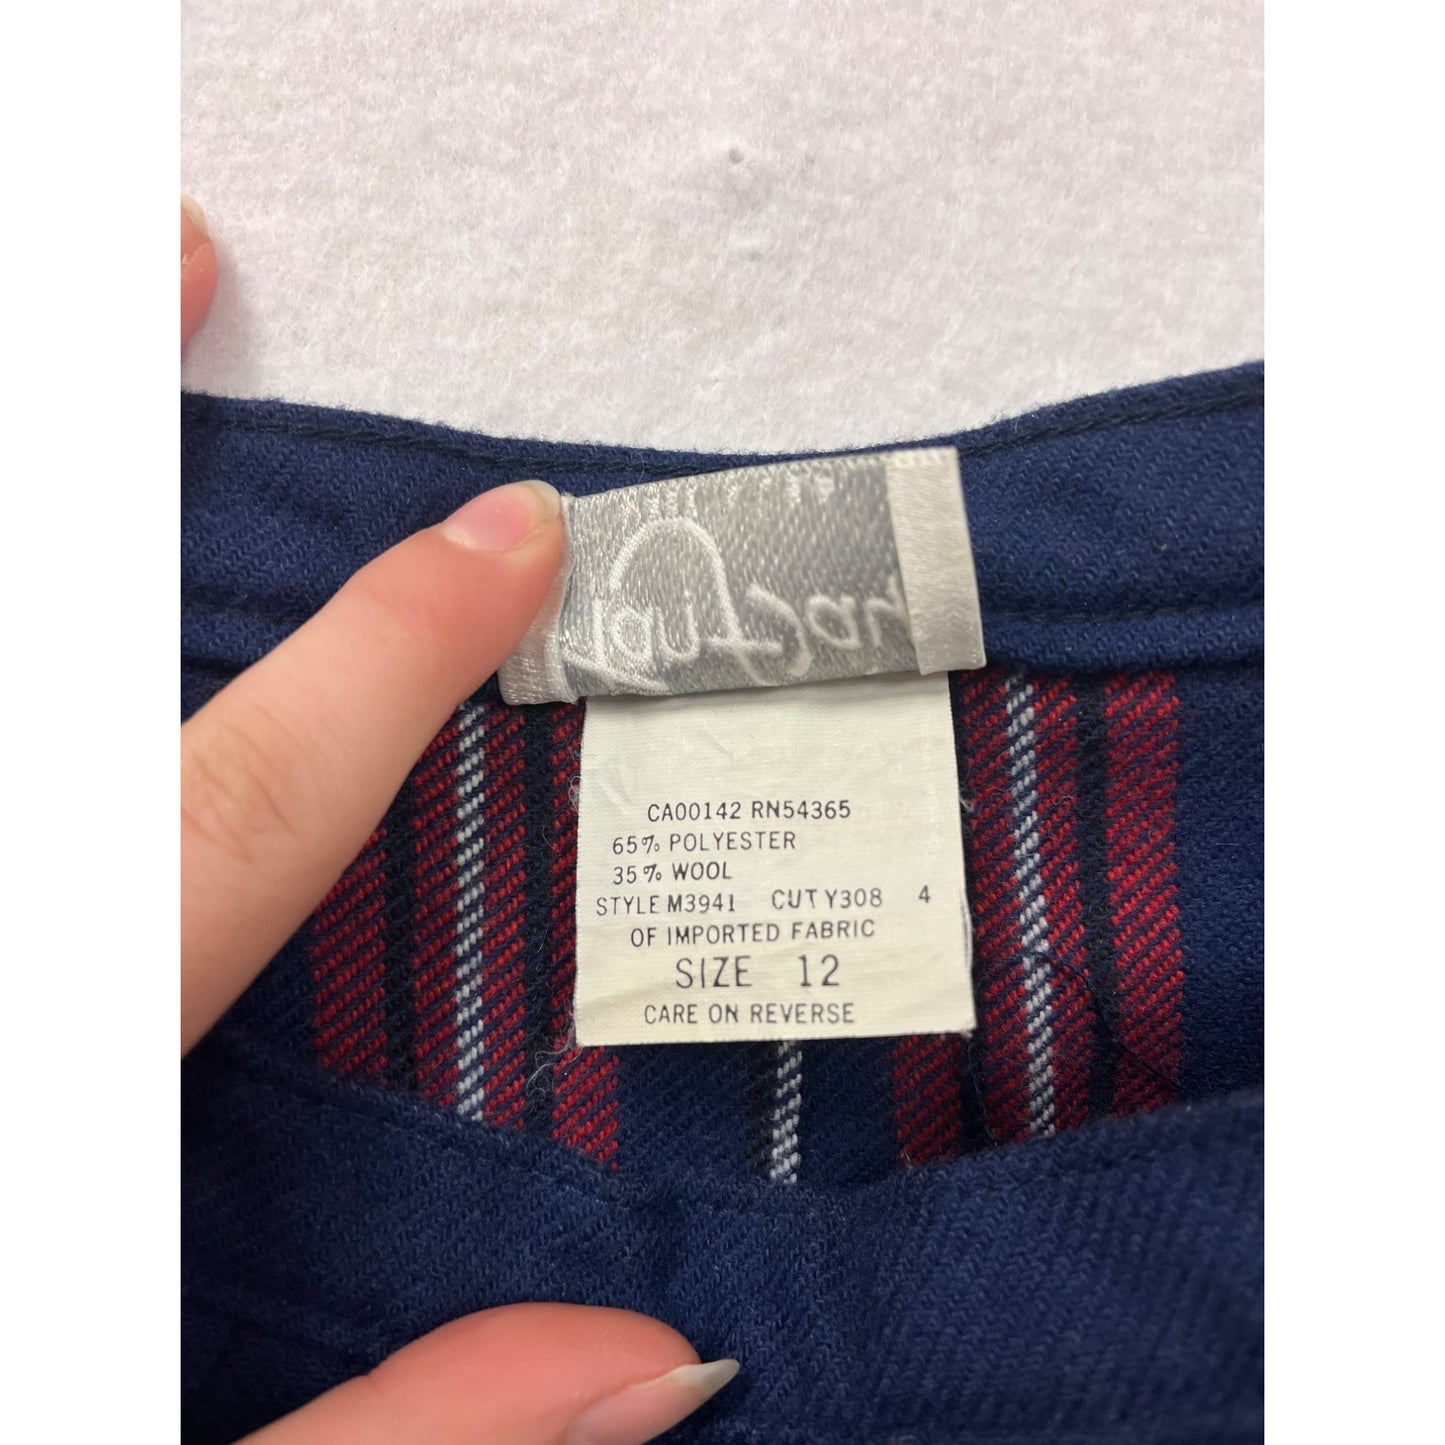 CA00142 RN54365
65% POLYESTER
35% WOOL
STYLE M3941 CUT Y308 4
OF IMPORTED FABRIC
SIZE 12
CARE ON REVERSE